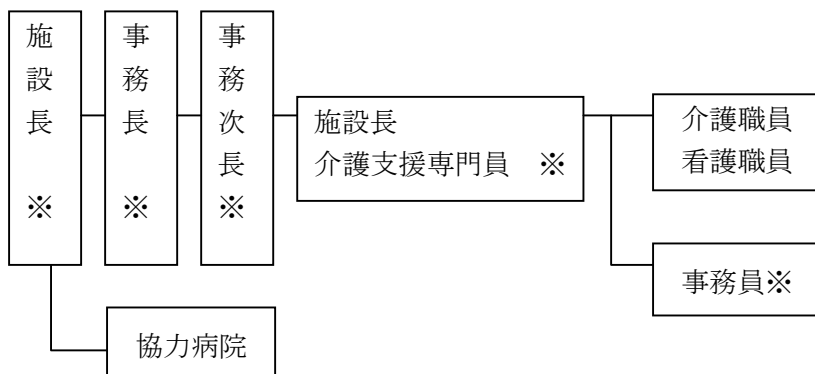 施設長 ※
事務長 ※
事務次長※
施設長
介護支援専門員 ※
介護職員
看護職員
事務員※
協力病院